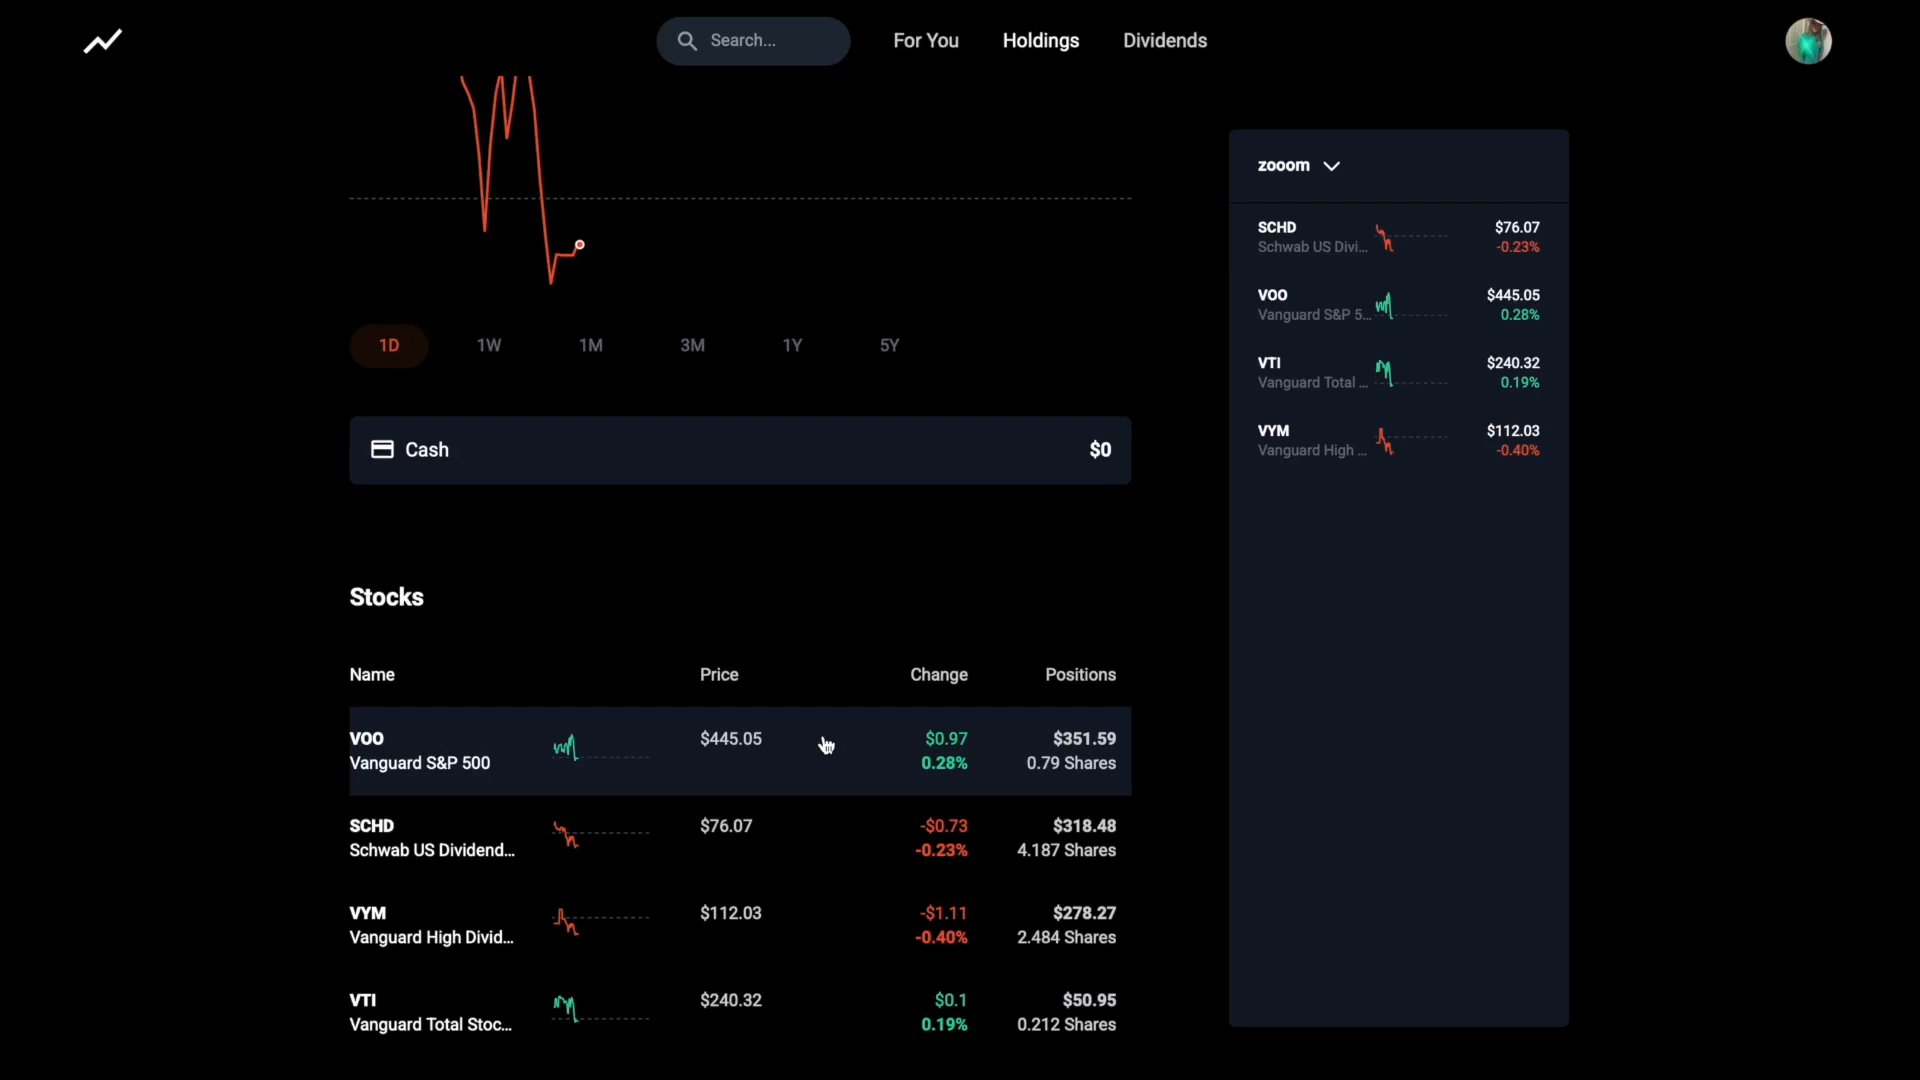 Search...
For You
Holdings
Dividends
1D 1W 1M 3M 1Y 5Y
Cash $0
Stocks
Name Price Change Positions
VOO $445.05 $0.97 $351.59
Vanguard S&P 500 0.28% 0.79 Shares
SCHD $76.07 -$0.73 $318.48
Schwab US Dividend... -0.23% 4.187 Shares
VYM $112.03 -$1.11 $278.27
Vanguard High Divid... -0.40% 2.484 Shares
VTI $240.32 $0.1 $50.95
Vanguard Total Stoc... 0.19% 0.212 Shares
zooom
SCHD $76.07
Schwab US Divi... -0.23%
VOO $445.05
Vanguard S&P 5... 0.28%
VTI $240.32
Vanguard Total ... 0.19%
VYM $112.03
Vanguard High ... -0.40%